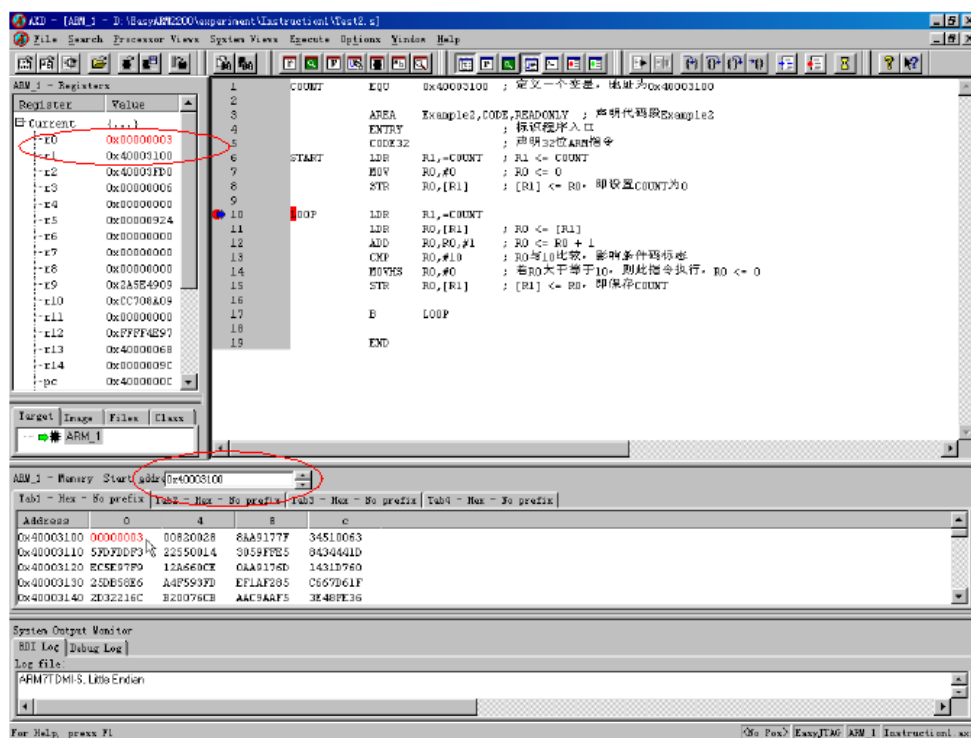 AXD - [ARM_1 - D:\EasyARM2200\experiment\Instruction1\Test2.s]
File Search Processor Views System Views Execute Options Window Help
ARM_1 - Registers
Register Value
Current {...}
r0 0x00000003
r1 0x40003100
r2 0x40003FD0
r3 0x00000006
r4 0x00000000
r5 0x00000924
r6 0x00000000
r7 0x00000000
r8 0x00000000
r9 0x2A5E4909
r10 0xCC708A09
r11 0x00000000
r12 0xFFFF4E97
r13 0x40000068
r14 0x0000009C
pc 0x4000000C
Target Image Files Class
ARM_1
1 COUNT EQU 0x40003100 ; 定义一个变量，地址为0x40003100
2
3 AREA Example2,CODE,READONLY ; 声明代码段Example2
4 ENTRY ; 标识程序入口
5 CODE32 ; 声明32位ARM指令
6 START LDR R1,=COUNT ; R1 <= COUNT
7 MOV R0,#0 ; R0 <= 0
8 STR R0,[R1] ; [R1] <= R0，即设置COUNT为0
9
10 LOOP LDR R1,=COUNT
11 LDR R0,[R1] ; R0 <= [R1]
12 ADD R0,R0,#1 ; R0 <= R0 + 1
13 CMP R0,#10 ; R0与10比较，影响条件码标志
14 MOVHS R0,#0 ; 若R0大于等于10，则此指令执行，R0 <= 0
15 STR R0,[R1] ; [R1] <= R0，即保存COUNT
16
17 B LOOP
18
19 END
ARM_1 - Memory Start addr 0x40003100
Tab1 - Hex - No prefix Tab2 - Hex - No prefix Tab3 - Hex - No prefix Tab4 - Hex - No prefix
Address 0 4 8 c
0x40003100 00000003 00820028 8AA9177F 34510063
0x40003110 5FDFDDF3 22550014 3059FFE5 8434441D
0x40003120 EC5E97F9 12A660CE 0AA9176D 1431D760
0x40003130 25DB58E6 A4F593FD EF1AF285 C667D61F
0x40003140 2D32216C B20076CB AAC9AAF5 3E48FE36
System Output Monitor
RDI Log Debug Log
Log file:
ARM7TDMI-S, Little Endian
For Help, press F1
<No Pos> EasyJTAG ARM_1 Instruction1.ax